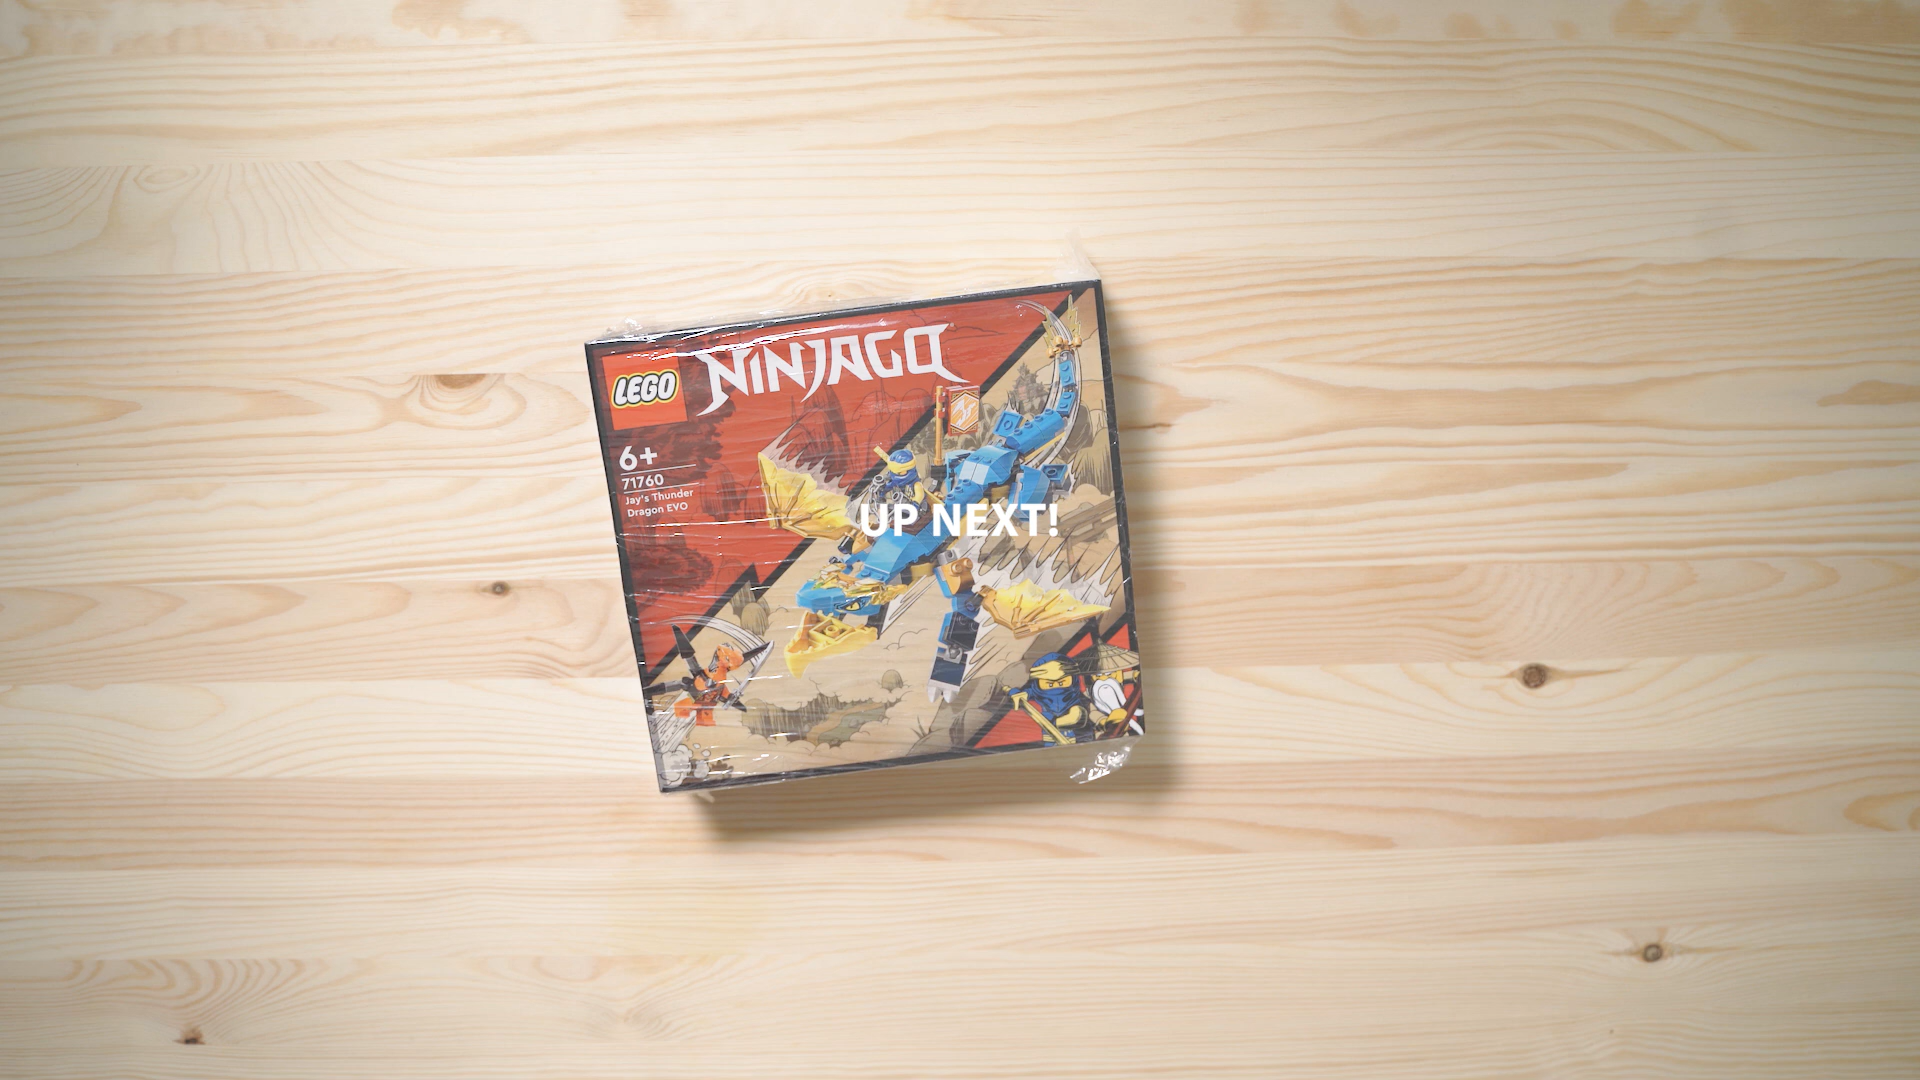 LEGO
NINJAGO
6+
71760
Jay's Thunder
Dragon EVO
UP NEXT!